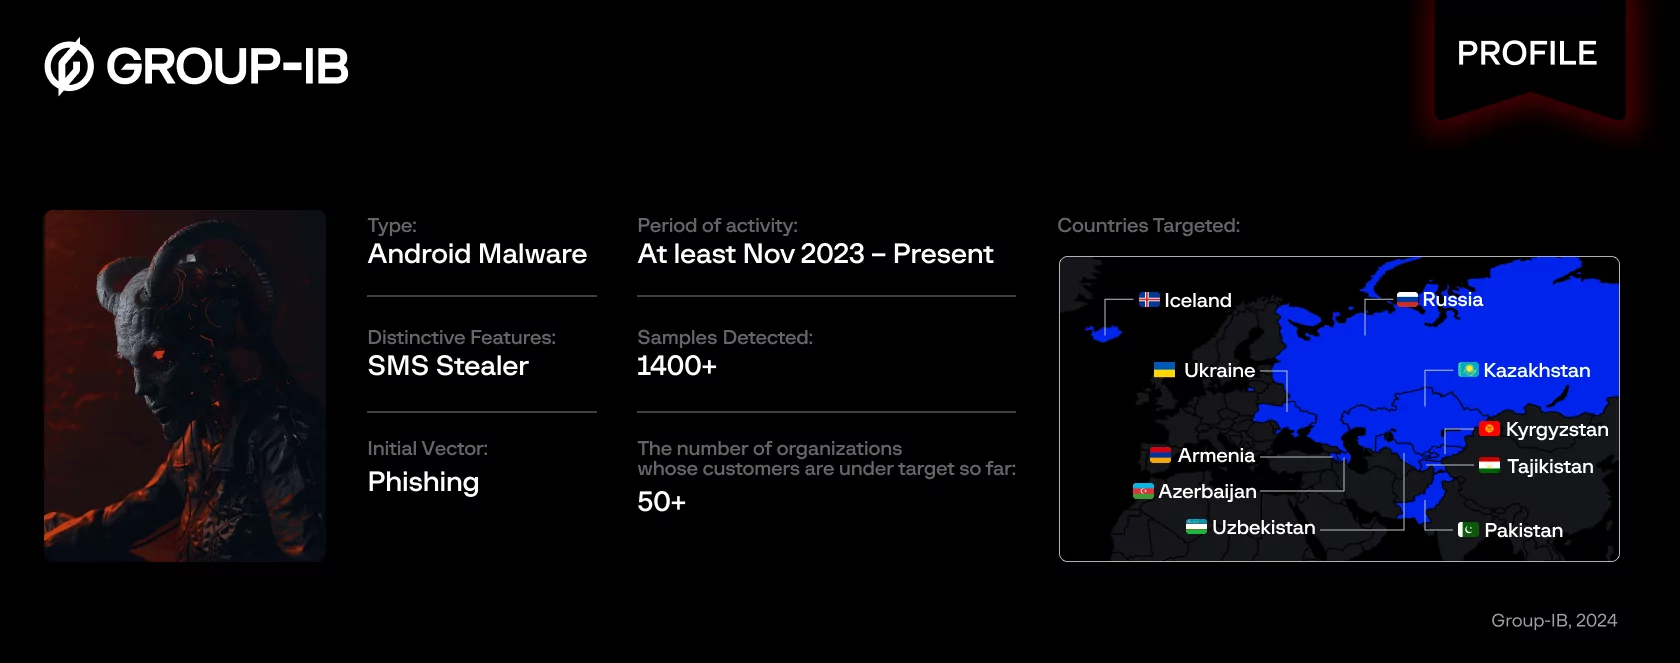 GROUP-IB
PROFILE
Type:
Android Malware
Distinctive Features:
SMS Stealer
Initial Vector:
Phishing
Period of activity:
At least Nov 2023 – Present
Samples Detected:
1400+
The number of organizations
whose customers are under target so far:
50+
Countries Targeted:
Iceland
Russia
Ukraine
Kazakhstan
Kyrgyzstan
Armenia
Tajikistan
Azerbaijan
Uzbekistan
Pakistan
Group-IB, 2024